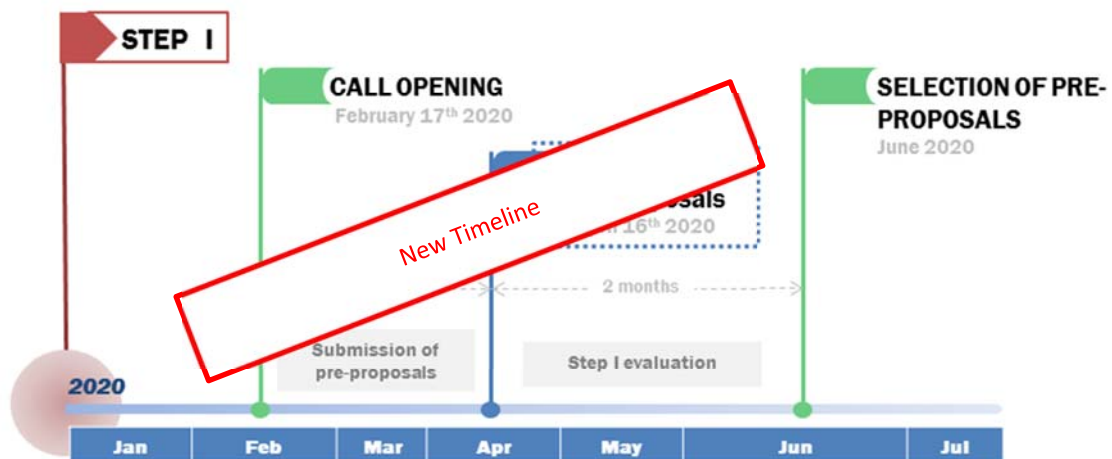 STEP I
CALL OPENING
February 17th 2020
SELECTION OF PRE-
PROPOSALS
June 2020
16th 2020
New Timeline
2 months
Submission of
pre-proposals
Step I evaluation
2020
Jan Feb Mar Apr May Jun Jul